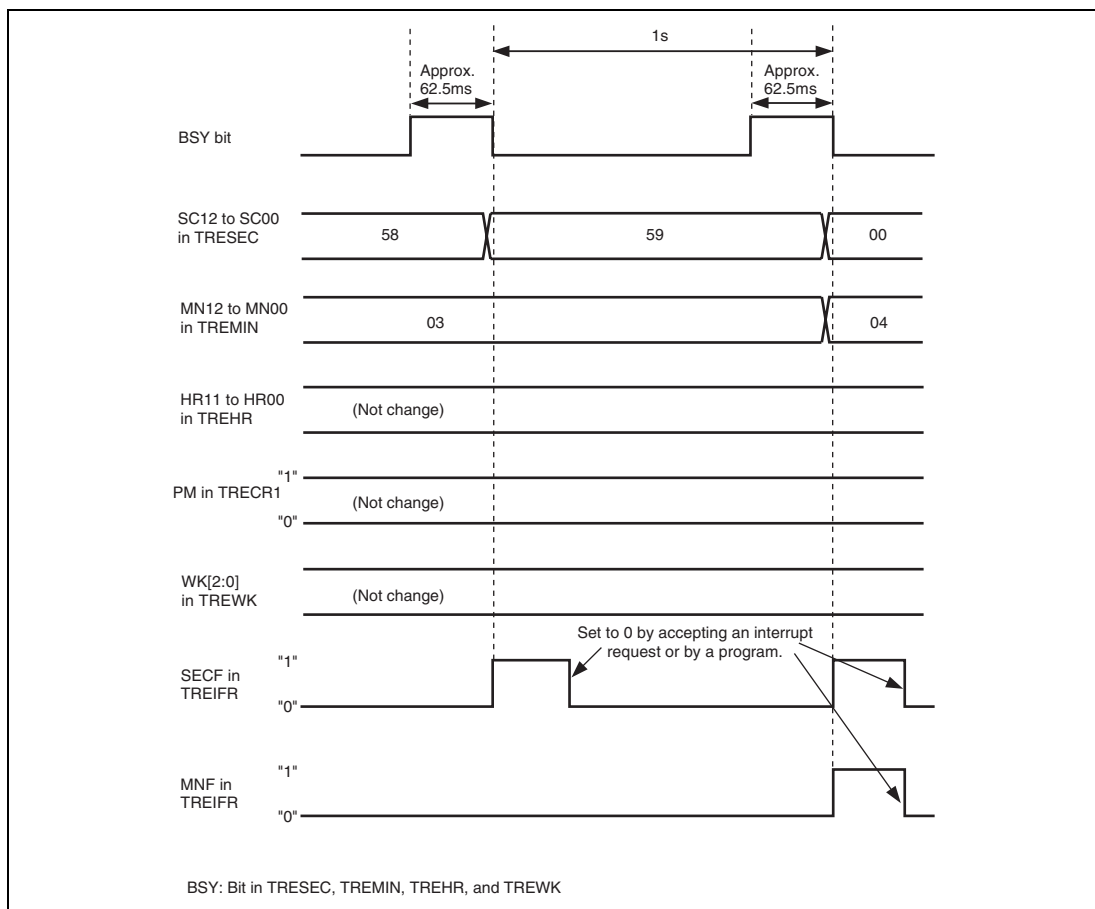 1s
Approx.
62.5ms
Approx.
62.5ms
BSY bit
SC12 to SC00
in TRESEC
58
59
00
MN12 to MN00
in TREMIN
03
04
HR11 to HR00
in TREHR
(Not change)
"1"
PM in TRECR1
(Not change)
"0"
WK[2:0]
in TREWK
(Not change)
Set to 0 by accepting an interrupt
request or by a program.
"1"
SECF in
TREIFR
"0"
"1"
MNF in
TREIFR
"0"
BSY: Bit in TRESEC, TREMIN, TREHR, and TREWK